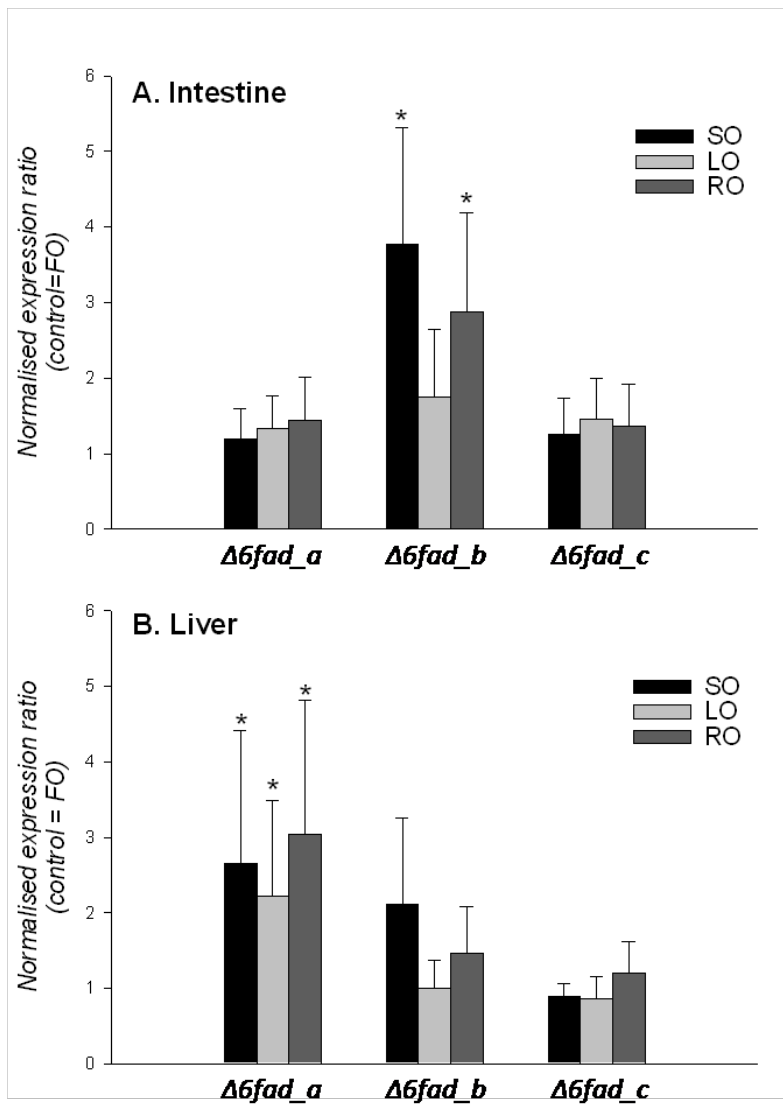 A. Intestine
Normalised expression ratio
(control=FO)
6
5
4
3
2
1
0
*
*
SO
LO
RO
Δ6fad_a Δ6fad_b Δ6fad_c
B. Liver
Normalised expression ratio
(control = FO)
6
5
4
3
2
1
0
*
*
*
SO
LO
RO
Δ6fad_a Δ6fad_b Δ6fad_c